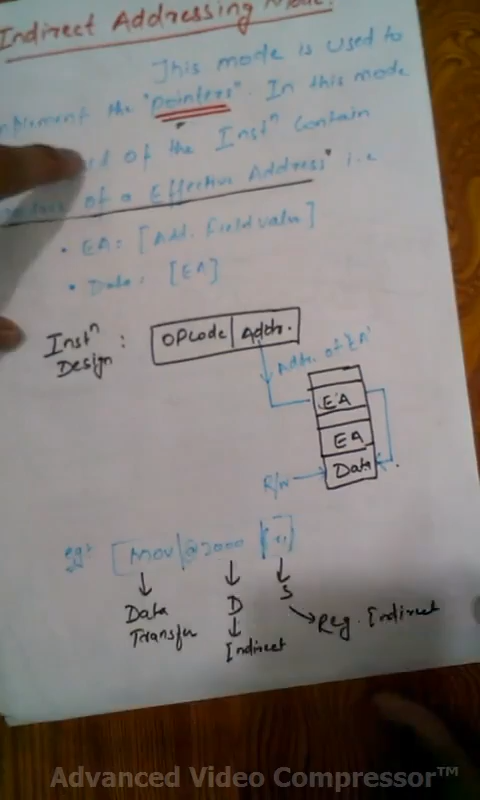 Indirect Addressing Mode.
This mode is used to
mplement the "pointers". In this mode
of the Instⁿ Contain
of a Effective Address" i.e
• EA: [Add. field value]
• Data: [EA]
Instⁿ Design : OPCode | Addr.
Addr. of 'EA'
EA
EA
R/W Data
eg: [Mov | @2000
Data Transfer
D
Indirect
S
Reg. Indirect
Advanced Video Compressor™